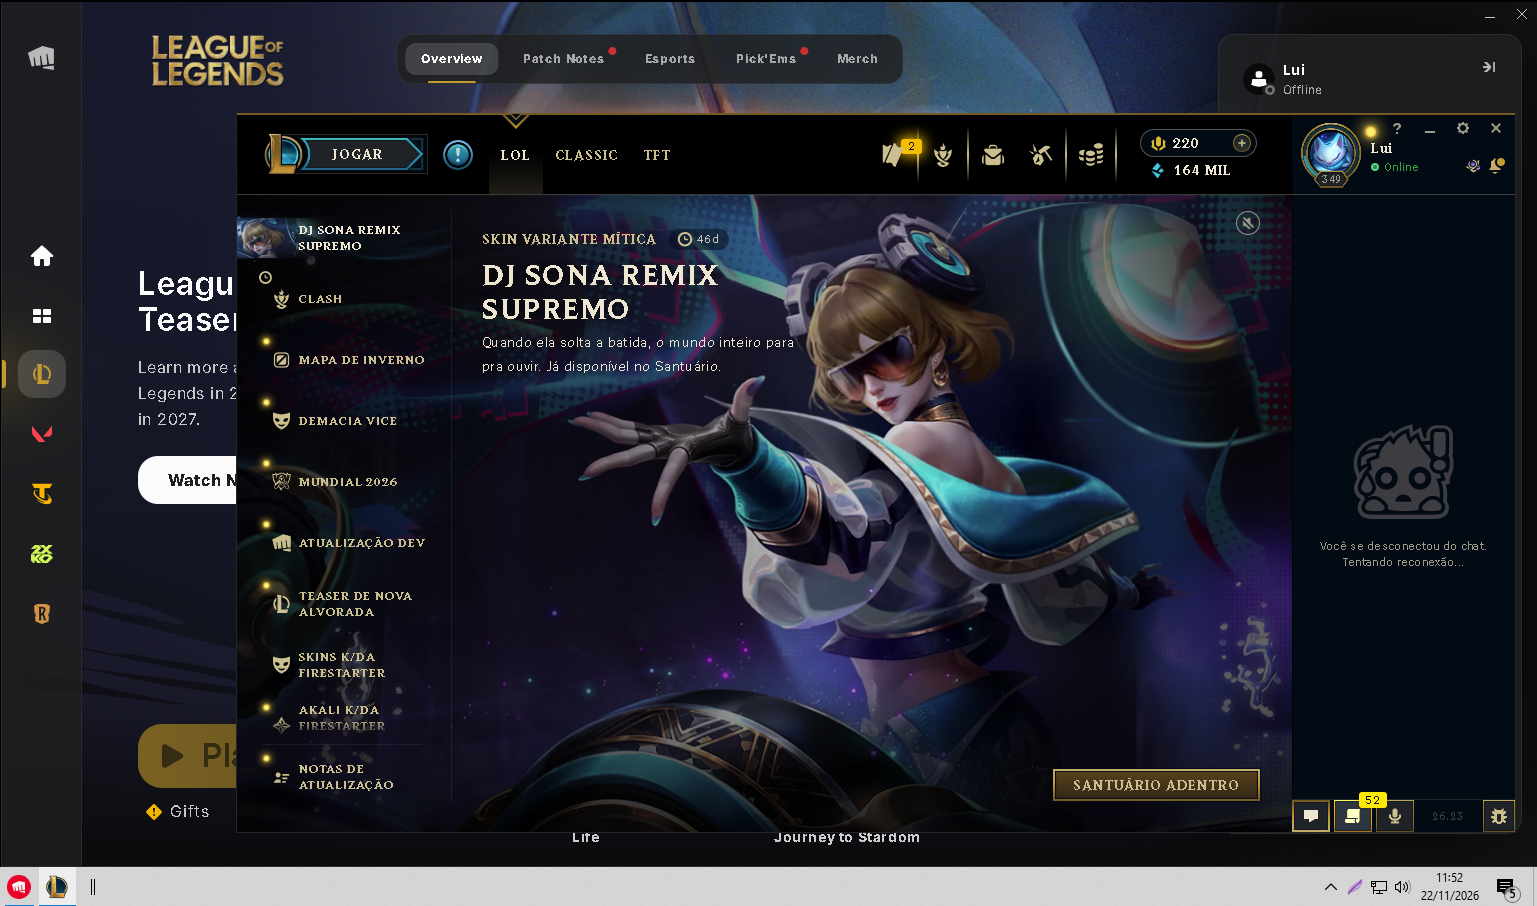 LEAGUE OF
LEGENDS
Overview
Patch Notes
Esports
Pick'Ems
Merch
Lui
Offline
JOGAR
LOL
CLASSIC
TFT
2
220
164 MIL
349
Lui
Online
?
DJ SONA REMIX
SUPREMO
CLASH
MAPA DE INVERNO
DEMACIA VICE
MUNDIAL 2026
ATUALIZAÇÃO DEV
TEASER DE NOVA
ALVORADA
SKINS K/DA
FIRESTARTER
AKALI K/DA
FIRESTARTER
NOTAS DE
ATUALIZAÇÃO
SKIN VARIANTE MÍTICA
46d
DJ SONA REMIX
SUPREMO
Quando ela solta a batida, o mundo inteiro para
pra ouvir. Já disponível no Santuário.
SANTUÁRIO ADENTRO
Você se desconectou do chat.
Tentando reconexão...
52
26.23
Leagu
Teaser
Learn more a
Legends in 2
in 2027.
Watch N
Pla
Gifts
Life
Journey to Stardom
11:52
22/11/2026
5